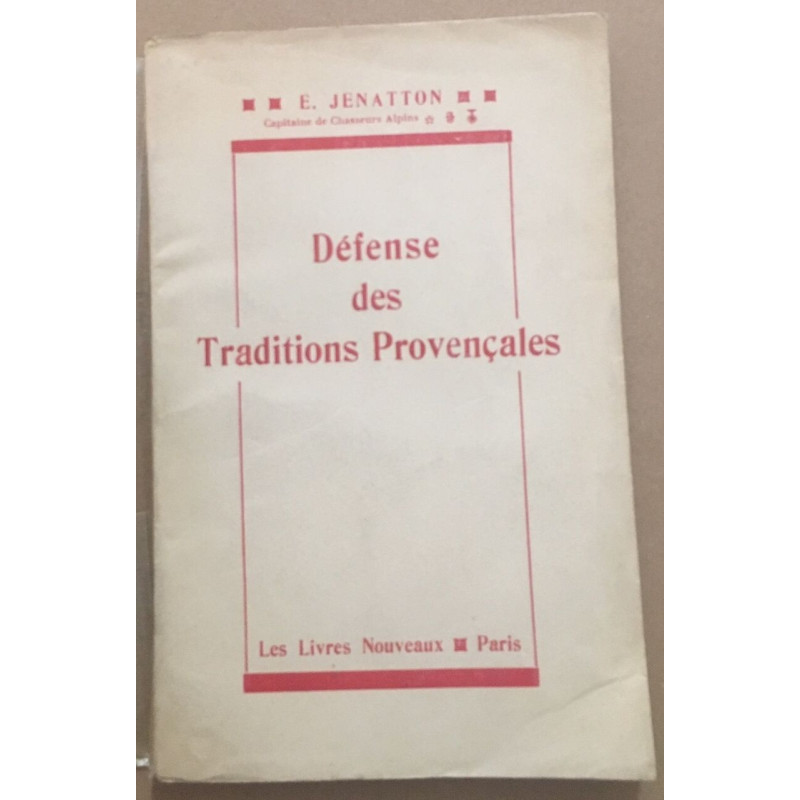 E. JENATTON
Capitaine de Chasseurs Alpins
Défense
des
Traditions Provençales
Les Livres Nouveaux ■ Paris